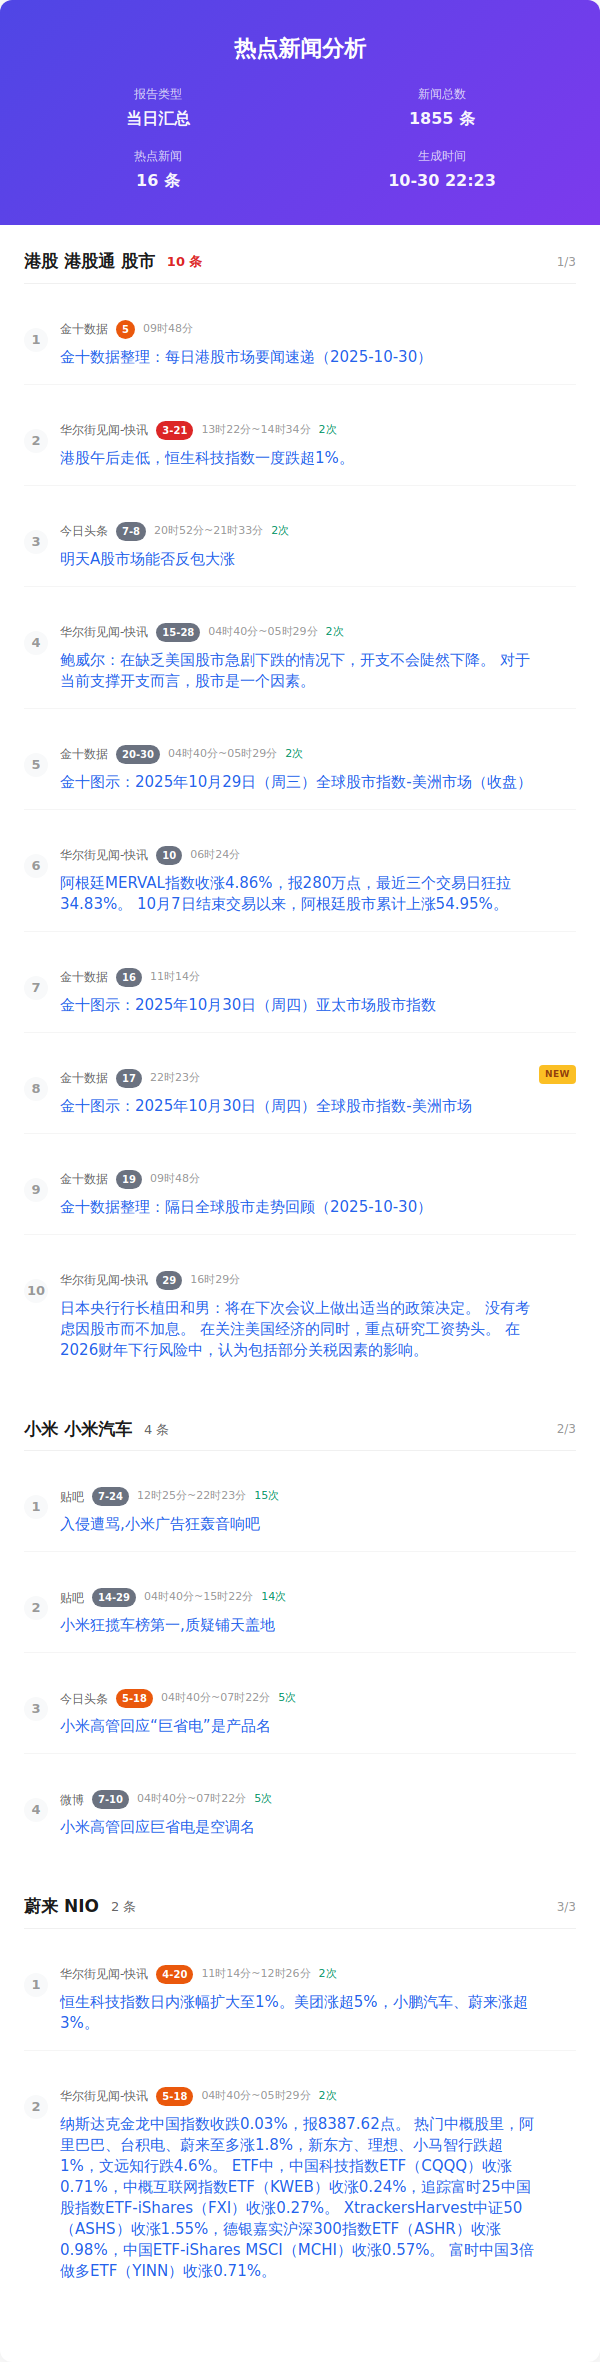 热点新闻分析
报告类型
当日汇总
新闻总数
1855 条
热点新闻
16 条
生成时间
10-30 22:23
港股 港股通 股市 10 条 1/3
1 金十数据 5 09时48分
金十数据整理：每日港股市场要闻速递（2025-10-30）
2 华尔街见闻-快讯 3-21 13时22分~14时34分 2次
港股午后走低，恒生科技指数一度跌超1%。
3 今日头条 7-8 20时52分~21时33分 2次
明天A股市场能否反包大涨
4 华尔街见闻-快讯 15-28 04时40分~05时29分 2次
鲍威尔：在缺乏美国股市急剧下跌的情况下，开支不会陡然下降。 对于
当前支撑开支而言，股市是一个因素。
5 金十数据 20-30 04时40分~05时29分 2次
金十图示：2025年10月29日（周三）全球股市指数-美洲市场（收盘）
6 华尔街见闻-快讯 10 06时24分
阿根廷MERVAL指数收涨4.86%，报280万点，最近三个交易日狂拉
34.83%。 10月7日结束交易以来，阿根廷股市累计上涨54.95%。
7 金十数据 16 11时14分
金十图示：2025年10月30日（周四）亚太市场股市指数
8 金十数据 17 22时23分 NEW
金十图示：2025年10月30日（周四）全球股市指数-美洲市场
9 金十数据 19 09时48分
金十数据整理：隔日全球股市走势回顾（2025-10-30）
10 华尔街见闻-快讯 29 16时29分
日本央行行长植田和男：将在下次会议上做出适当的政策决定。 没有考
虑因股市而不加息。 在关注美国经济的同时，重点研究工资势头。 在
2026财年下行风险中，认为包括部分关税因素的影响。
小米 小米汽车 4 条 2/3
1 贴吧 7-24 12时25分~22时23分 15次
入侵遭骂,小米广告狂轰音响吧
2 贴吧 14-29 04时40分~15时22分 14次
小米狂揽车榜第一,质疑铺天盖地
3 今日头条 5-18 04时40分~07时22分 5次
小米高管回应“巨省电”是产品名
4 微博 7-10 04时40分~07时22分 5次
小米高管回应巨省电是空调名
蔚来 NIO 2 条 3/3
1 华尔街见闻-快讯 4-20 11时14分~12时26分 2次
恒生科技指数日内涨幅扩大至1%。美团涨超5%，小鹏汽车、蔚来涨超
3%。
2 华尔街见闻-快讯 5-18 04时40分~05时29分 2次
纳斯达克金龙中国指数收跌0.03%，报8387.62点。 热门中概股里，阿
里巴巴、台积电、蔚来至多涨1.8%，新东方、理想、小马智行跌超
1%，文远知行跌4.6%。 ETF中，中国科技指数ETF（CQQQ）收涨
0.71%，中概互联网指数ETF（KWEB）收涨0.24%，追踪富时25中国
股指数ETF-iShares（FXI）收涨0.27%。 XtrackersHarvest中证50
（ASHS）收涨1.55%，德银嘉实沪深300指数ETF（ASHR）收涨
0.98%，中国ETF-iShares MSCI（MCHI）收涨0.57%。 富时中国3倍
做多ETF（YINN）收涨0.71%。